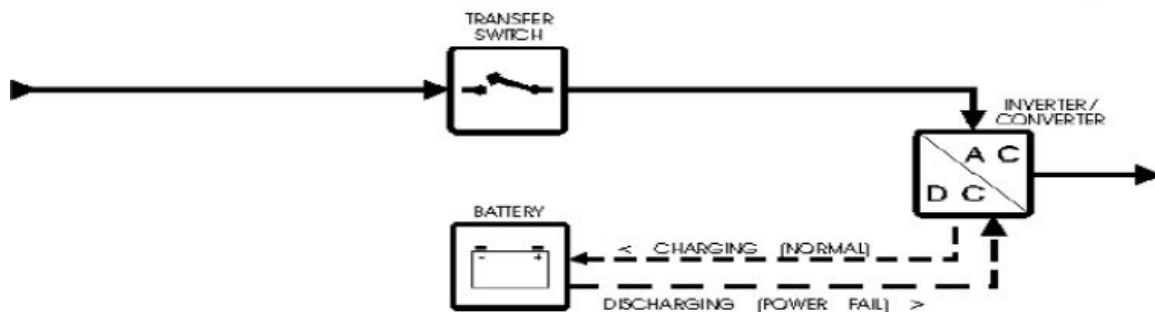 TRANSFER
SWITCH
INVERTER/
CONVERTER
A C
D C
BATTERY
- +
< CHARGING (NORMAL)
DISCHARGING (POWER FAIL) >